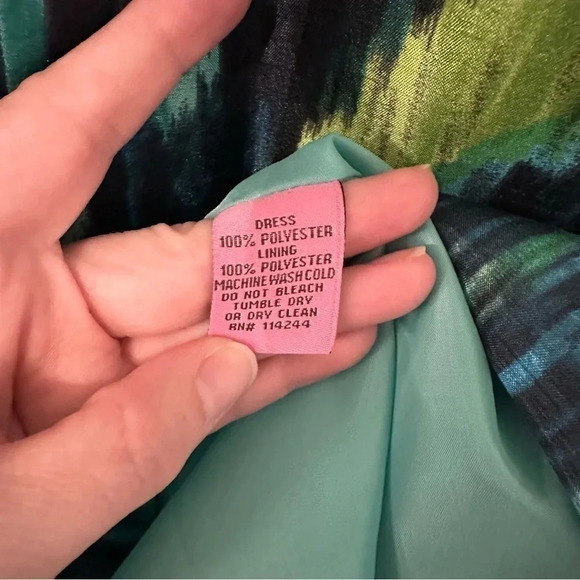 DRESS
100% POLYESTER
LINING
100% POLYESTER
MACHINE WASH COLD
DO NOT BLEACH
TUMBLE DRY
OR DRY CLEAN
RN# 114244